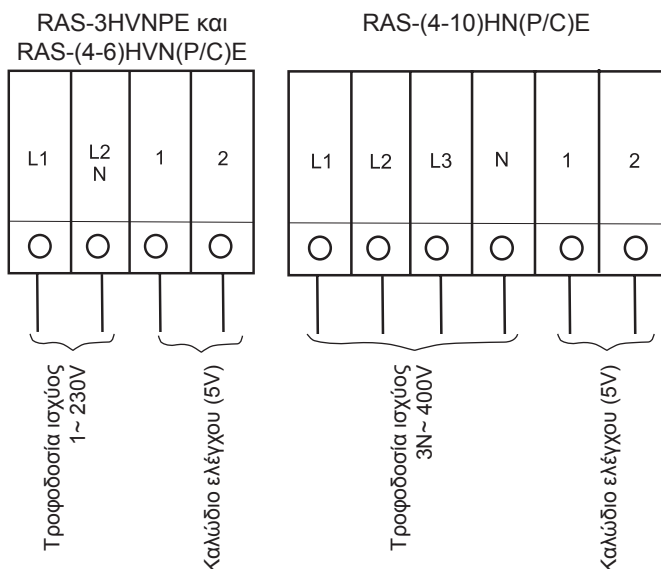 RAS-3HVNPE και
RAS-(4-6)HVN(P/C)E
L1
L2
N
1
2
Τροφοδοσία ισχύος
1~ 230V
Καλώδιο ελέγχου (5V)
RAS-(4-10)HN(P/C)E
L1
L2
L3
N
1
2
Τροφοδοσία ισχύος
3N~ 400V
Καλώδιο ελέγχου (5V)